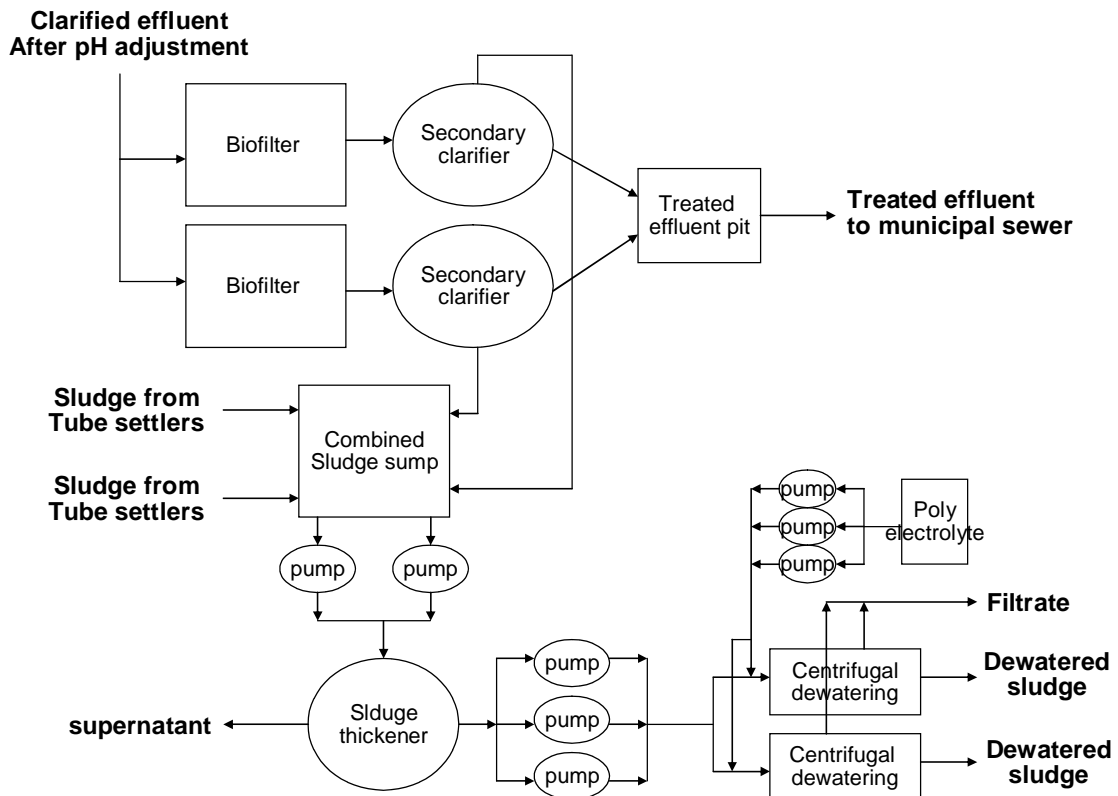 Clarified effluent
After pH adjustment
Biofilter
Secondary
clarifier
Treated
effluent pit
Treated effluent
to municipal sewer
Biofilter
Secondary
clarifier
Sludge from
Tube settlers
Combined
Sludge sump
Sludge from
Tube settlers
pump
pump
pump
pump
pump
Poly
electrolyte
Filtrate
Slduge
thickener
supernatant
pump
pump
pump
Centrifugal
dewatering
Dewatered
sludge
Centrifugal
dewatering
Dewatered
sludge